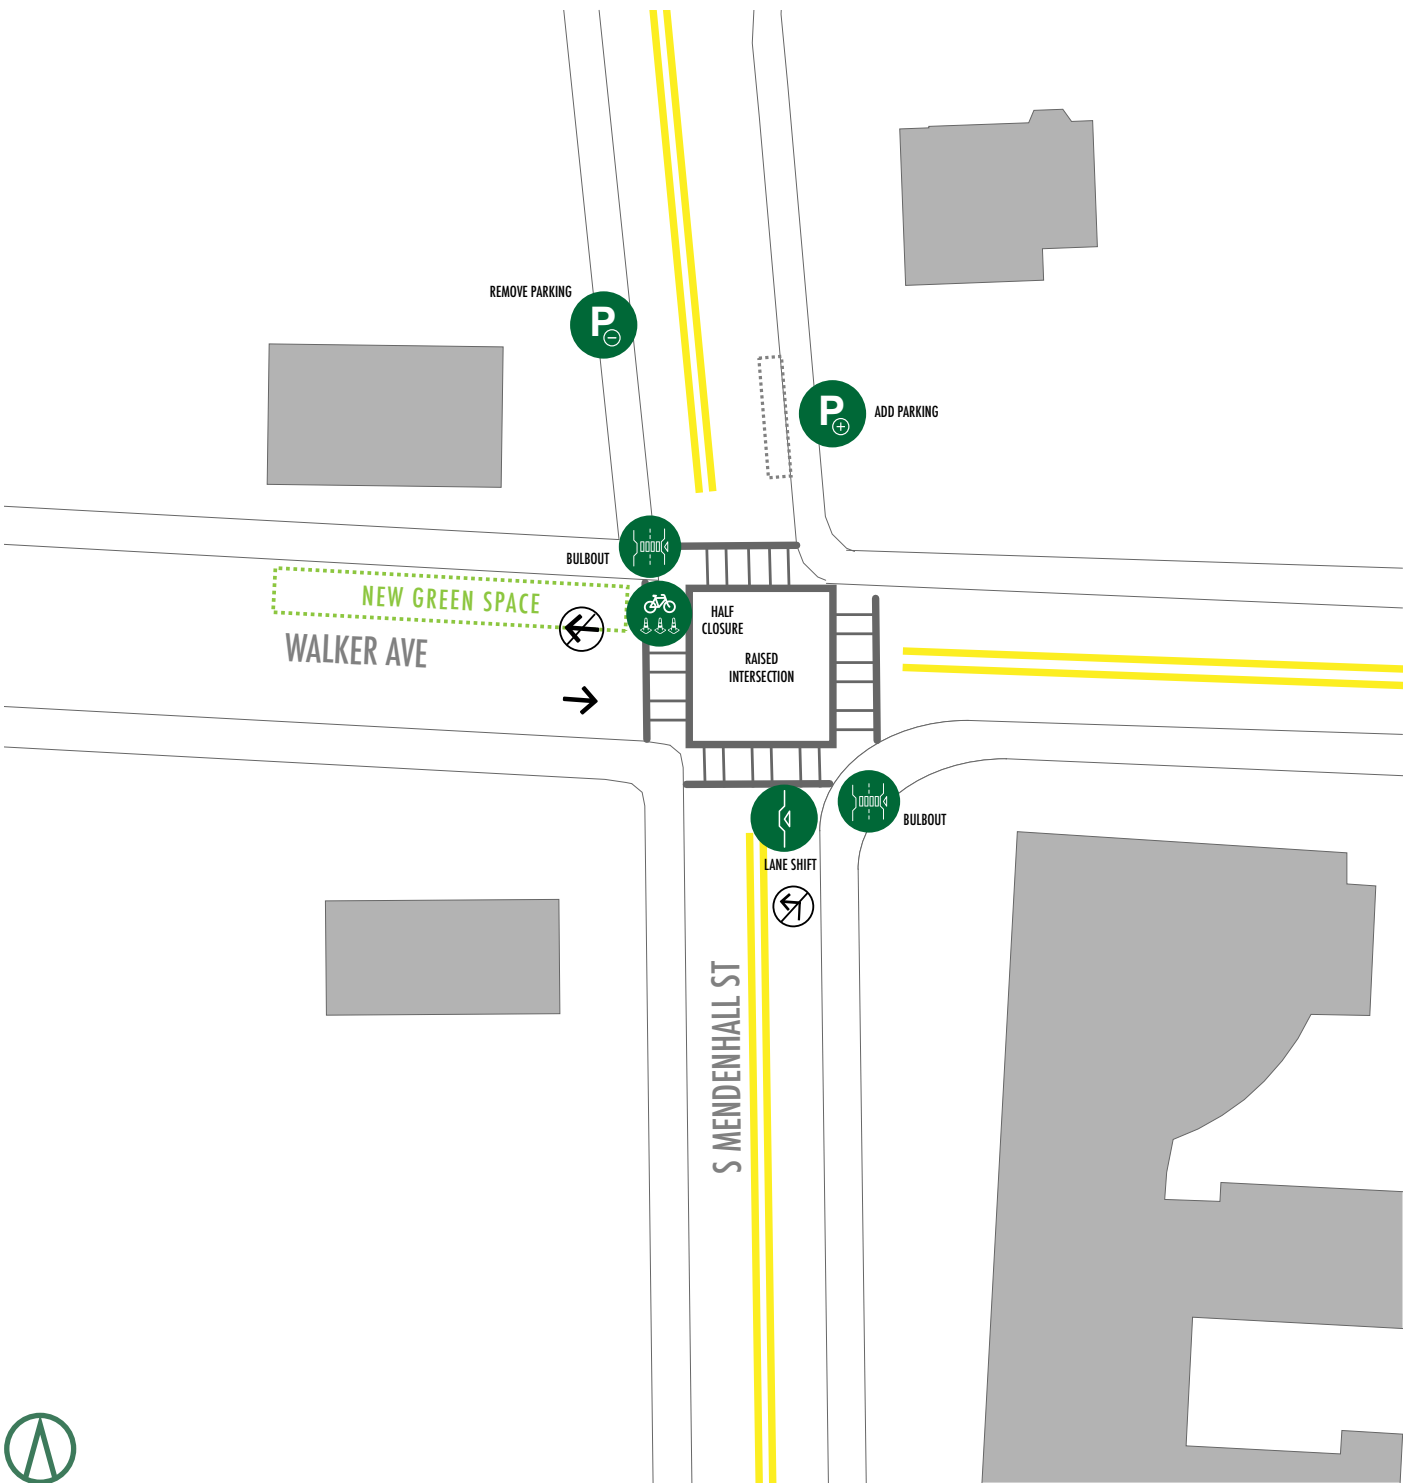 REMOVE PARKING
P
P
ADD PARKING
BULBOUT
NEW GREEN SPACE
HALF
CLOSURE
WALKER AVE
RAISED
INTERSECTION
BULBOUT
LANE SHIFT
S MENDENHALL ST